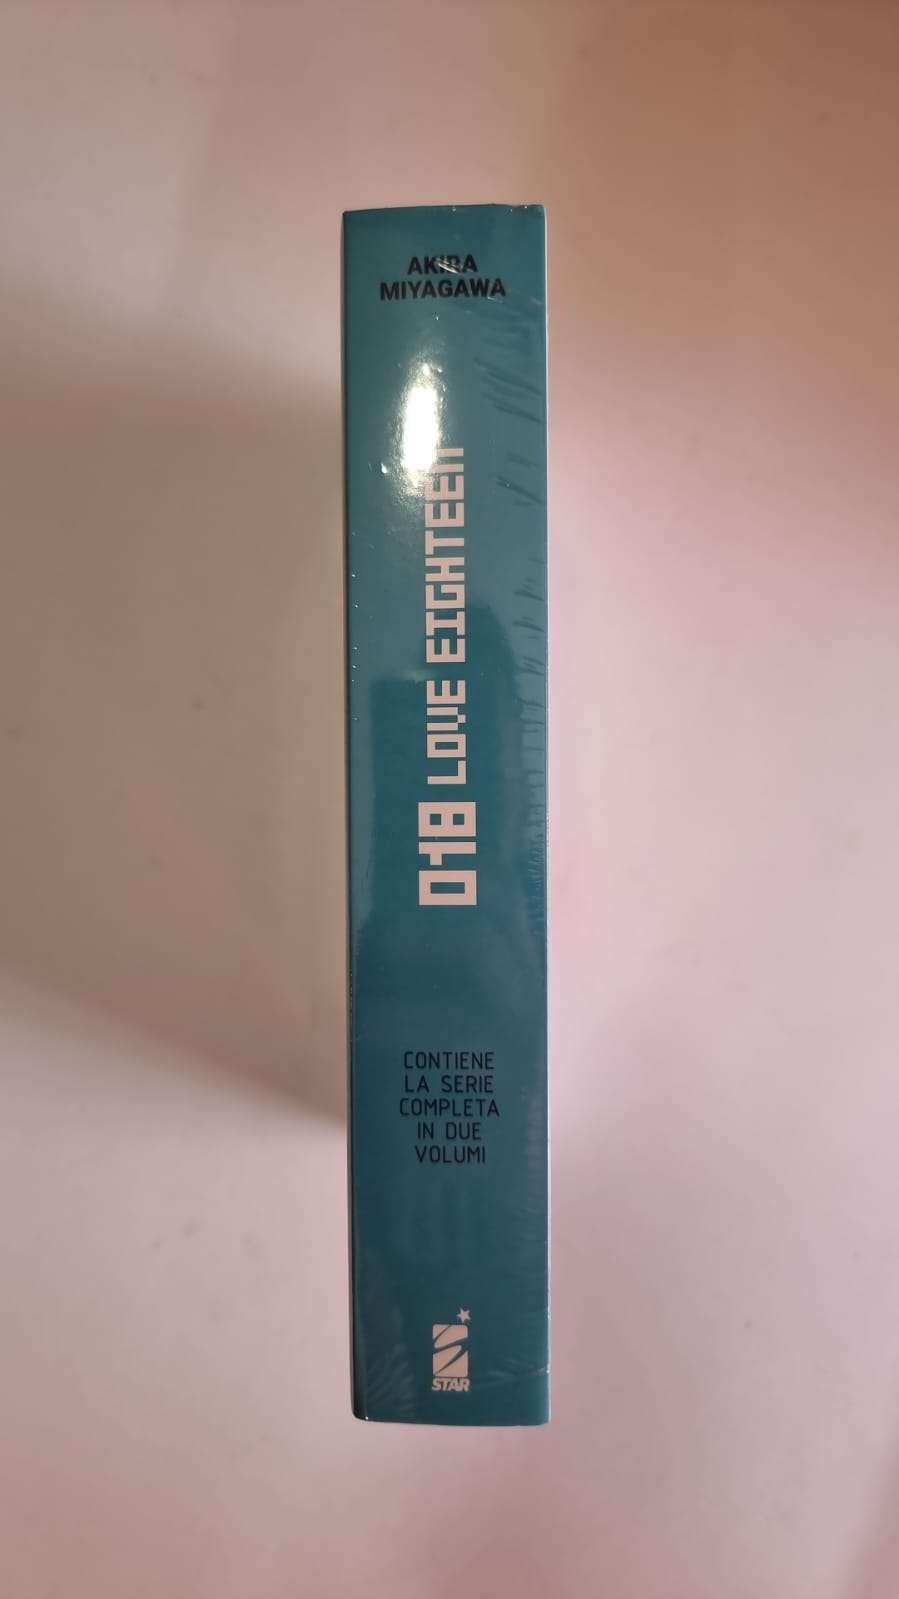 AKIRA
MIYAGAWA
018 LOVE EIGHTEEN
CONTIENE
LA SERIE
COMPLETA
IN DUE
VOLUMI
STAR